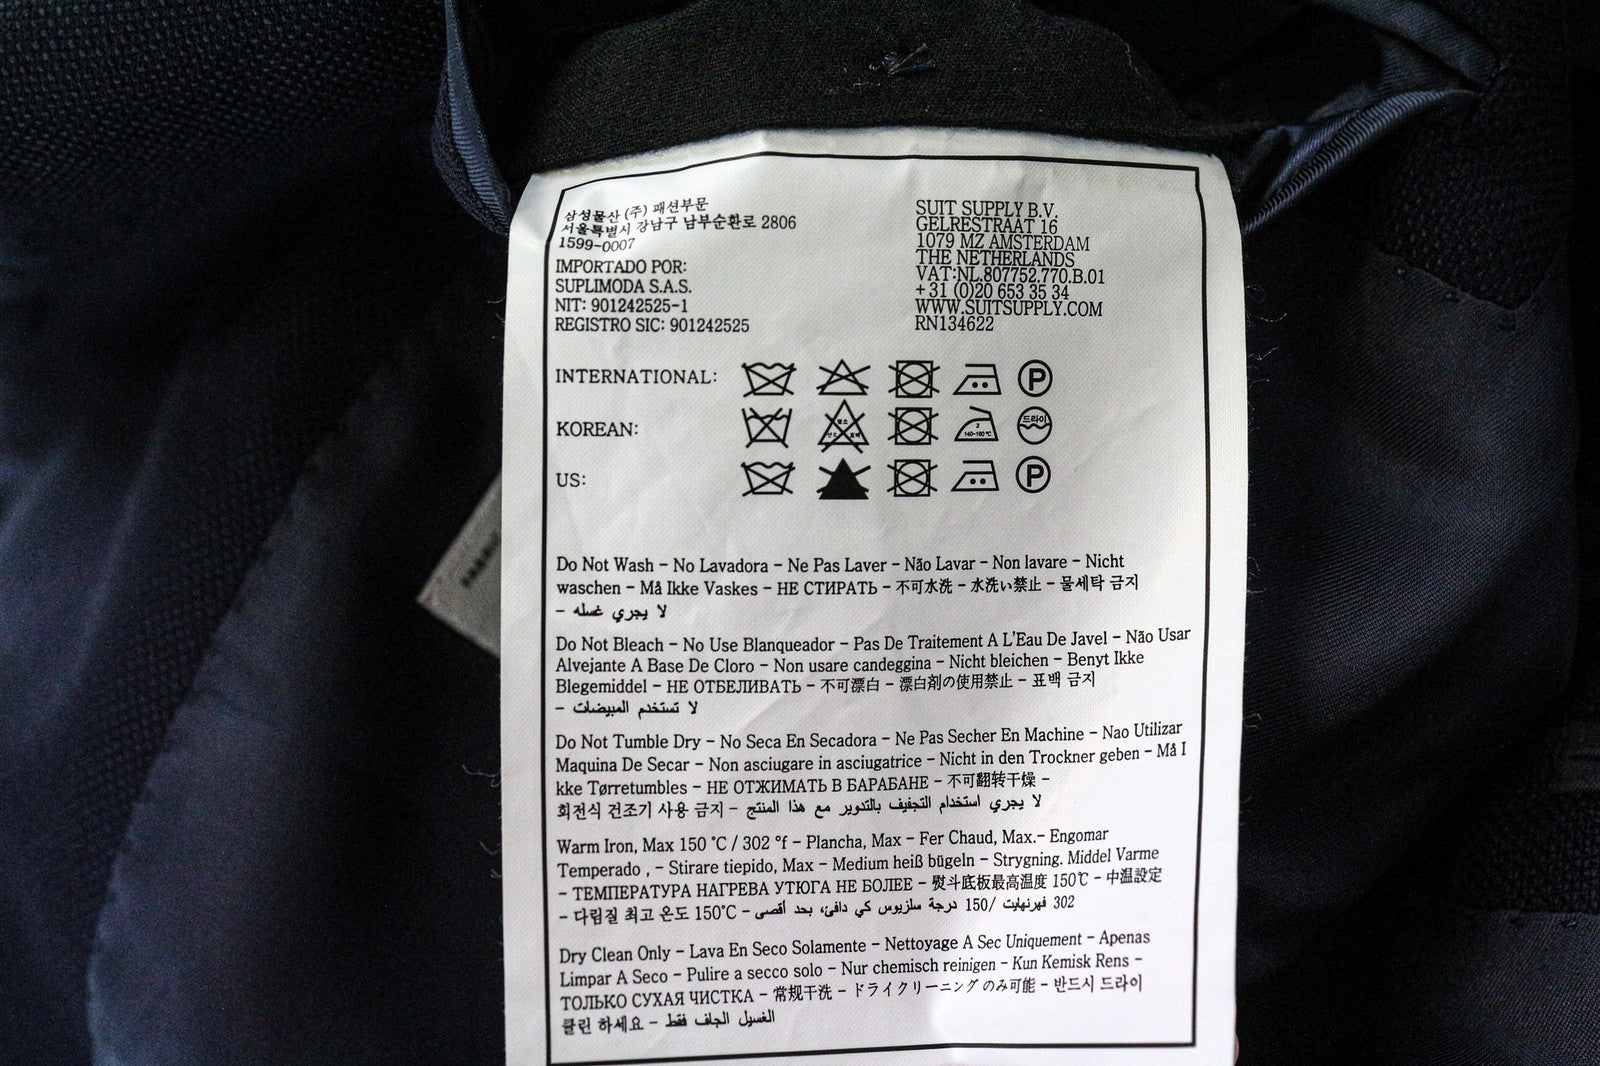 삼성물산 (주) 패션부문
서울특별시 강남구 남부순환로 2806
1599-0007
IMPORTADO POR:
SUPLIMODA S.A.S.
NIT: 901242525-1
REGISTRO SIC: 901242525
SUIT SUPPLY B.V.
GELRESTRAAT 16
1079 MZ AMSTERDAM
THE NETHERLANDS
VAT:NL.807752.770.B.01
+ 31 (0)20 653 35 34
WWW.SUITSUPPLY.COM
RN134622
INTERNATIONAL:
P
KOREAN:
드라이
140-160℃
US:
P
Do Not Wash - No Lavadora - Ne Pas Laver - Não Lavar - Non lavare - Nicht
waschen - Må Ikke Vaskes - НЕ СТИРАТЬ - 不可水洗 - 水洗い禁止 - 물세탁 금지
- لا يجري غسله
Do Not Bleach - No Use Blanqueador - Pas De Traitement A L'Eau De Javel - Não Usar
Alvejante A Base De Cloro - Non usare candeggina - Nicht bleichen - Benyt Ikke
Blegemiddel - НЕ ОТБЕЛИВАТЬ - 不可漂白 - 漂白剤の使用禁止 - 표백 금지
- لا تستخدم المبيضات
Do Not Tumble Dry - No Seca En Secadora - Ne Pas Secher En Machine - Nao Utilizar
Maquina De Secar - Non asciugare in asciugatrice - Nicht in den Trockner geben - Må I
kke Tørretumbles - НЕ ОТЖИМАТЬ В БАРАБАНЕ - 不可翻转干燥 -
회전식 건조기 사용 금지 - لا يجري استخدام التجفيف بالتدوير مع هذا المنتج
Warm Iron, Max 150 °C / 302 °f - Plancha, Max - Fer Chaud, Max.- Engomar
Temperado , - Stirare tiepido, Max - Medium heiß bügeln - Strygning. Middel Varme
- ТЕМПЕРАТУРА НАГРЕВА УТЮГА НЕ БОЛЕЕ - 熨斗底板最高温度 150℃ - 中温設定
- 다림질 최고 온도 150℃ - كي دافئ، بحد أقصى 150 درجة سلزيوس/ 302 فهرنهايت
Dry Clean Only - Lava En Seco Solamente - Nettoyage A Sec Uniquement - Apenas
Limpar A Seco - Pulire a secco solo - Nur chemisch reinigen - Kun Kemisk Rens -
ТОЛЬКО СУХАЯ ЧИСТКА - 常规干洗 - ドライクリーニング のみ可能 - 반드시 드라이
클린 하세요 - الغسيل الجاف فقط